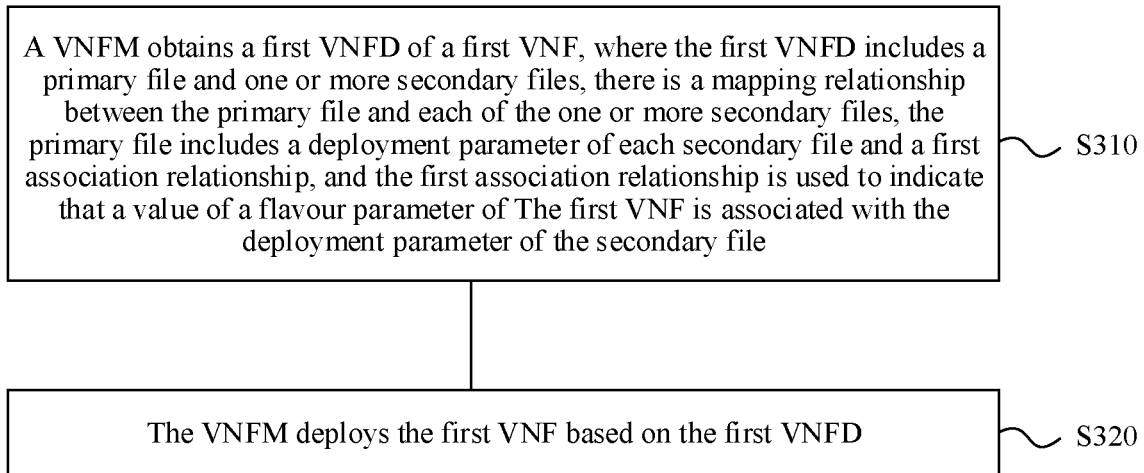 A VNFM obtains a first VNFD of a first VNF, where the first VNFD includes a
primary file and one or more secondary files, there is a mapping relationship
between the primary file and each of the one or more secondary files, the
primary file includes a deployment parameter of each secondary file and a first
association relationship, and the first association relationship is used to indicate
that a value of a flavour parameter of The first VNF is associated with the
deployment parameter of the secondary file
S310
The VNFM deploys the first VNF based on the first VNFD
S320